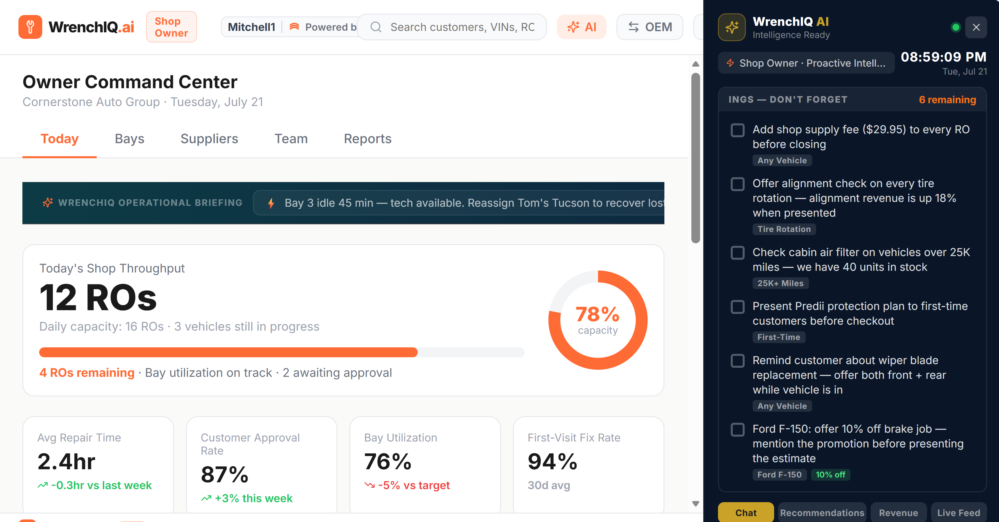 WrenchIQ.ai
Shop
Owner
Mitchell1
Powered b
Search customers, VINs, RO
AI
OEM
Owner Command Center
Cornerstone Auto Group · Tuesday, July 21
Today
Bays
Suppliers
Team
Reports
WRENCHIQ OPERATIONAL BRIEFING
Bay 3 idle 45 min — tech available. Reassign Tom's Tucson to recover lost
Today's Shop Throughput
12 ROs
Daily capacity: 16 ROs · 3 vehicles still in progress
4 ROs remaining · Bay utilization on track · 2 awaiting approval
78%
capacity
Avg Repair Time
2.4hr
-0.3hr vs last week
Customer Approval
Rate
87%
+3% this week
Bay Utilization
76%
-5% vs target
First-Visit Fix Rate
94%
30d avg
WrenchIQ AI
Intelligence Ready
Shop Owner · Proactive Intell...
08:59:09 PM
Tue, Jul 21
INGS — DON'T FORGET
6 remaining
Add shop supply fee ($29.95) to every RO
before closing
Any Vehicle
Offer alignment check on every tire
rotation — alignment revenue is up 18%
when presented
Tire Rotation
Check cabin air filter on vehicles over 25K
miles — we have 40 units in stock
25K+ Miles
Present Predii protection plan to first-time
customers before checkout
First-Time
Remind customer about wiper blade
replacement — offer both front + rear
while vehicle is in
Any Vehicle
Ford F-150: offer 10% off brake job —
mention the promotion before presenting
the estimate
Ford F-150
10% off
Chat
Recommendations
Revenue
Live Feed